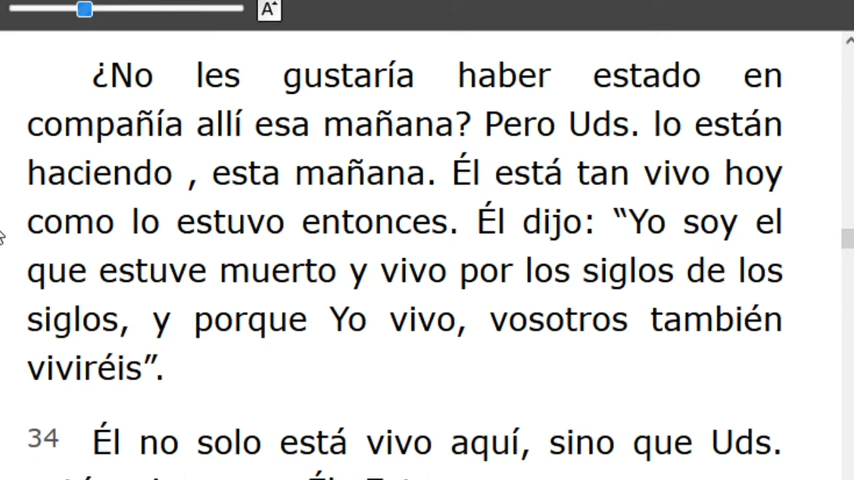 A
¿No les gustaría haber estado en
compañía allí esa mañana? Pero Uds. lo están
haciendo , esta mañana. Él está tan vivo hoy
como lo estuvo entonces. Él dijo: “Yo soy el
que estuve muerto y vivo por los siglos de los
siglos, y porque Yo vivo, vosotros también
viviréis”.
34 Él no solo está vivo aquí, sino que Uds.